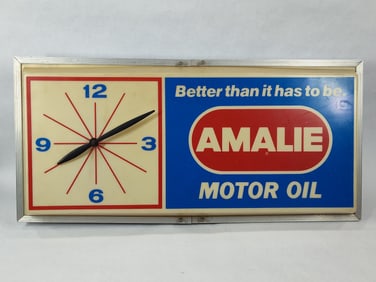 12
9 3
6
Better than it has to be.
AMALIE
MOTOR OIL